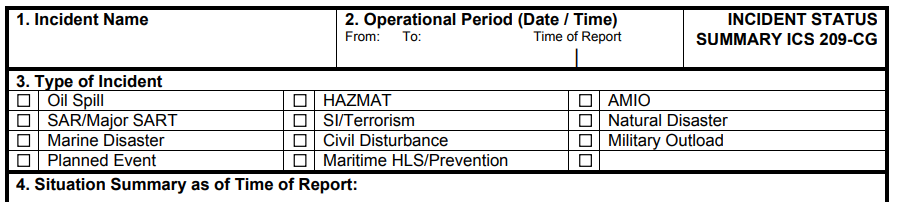 1. Incident Name
2. Operational Period (Date / Time)
From: To: Time of Report
INCIDENT STATUS
SUMMARY ICS 209-CG
3. Type of Incident
☐ Oil Spill ☐ HAZMAT ☐ AMIO
☐ SAR/Major SART ☐ SI/Terrorism ☐ Natural Disaster
☐ Marine Disaster ☐ Civil Disturbance ☐ Military Outload
☐ Planned Event ☐ Maritime HLS/Prevention ☐
4. Situation Summary as of Time of Report: